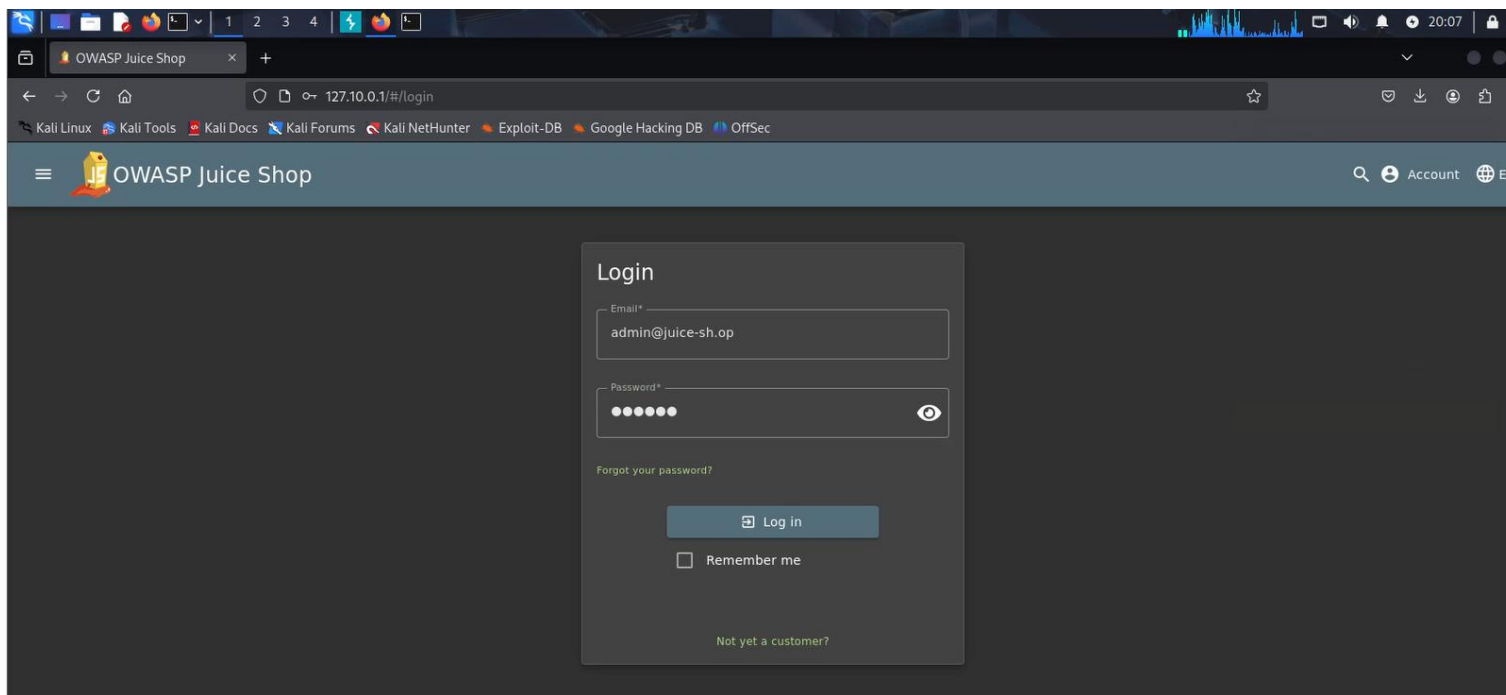 1 2 3 4 20:07
OWASP Juice Shop
127.10.0.1/#/login
Kali Linux Kali Tools Kali Docs Kali Forums Kali NetHunter Exploit-DB Google Hacking DB OffSec
OWASP Juice Shop Account E
Login
Email*
admin@juice-sh.op
Password*
●●●●●●
Forgot your password?
Log in
Remember me
Not yet a customer?